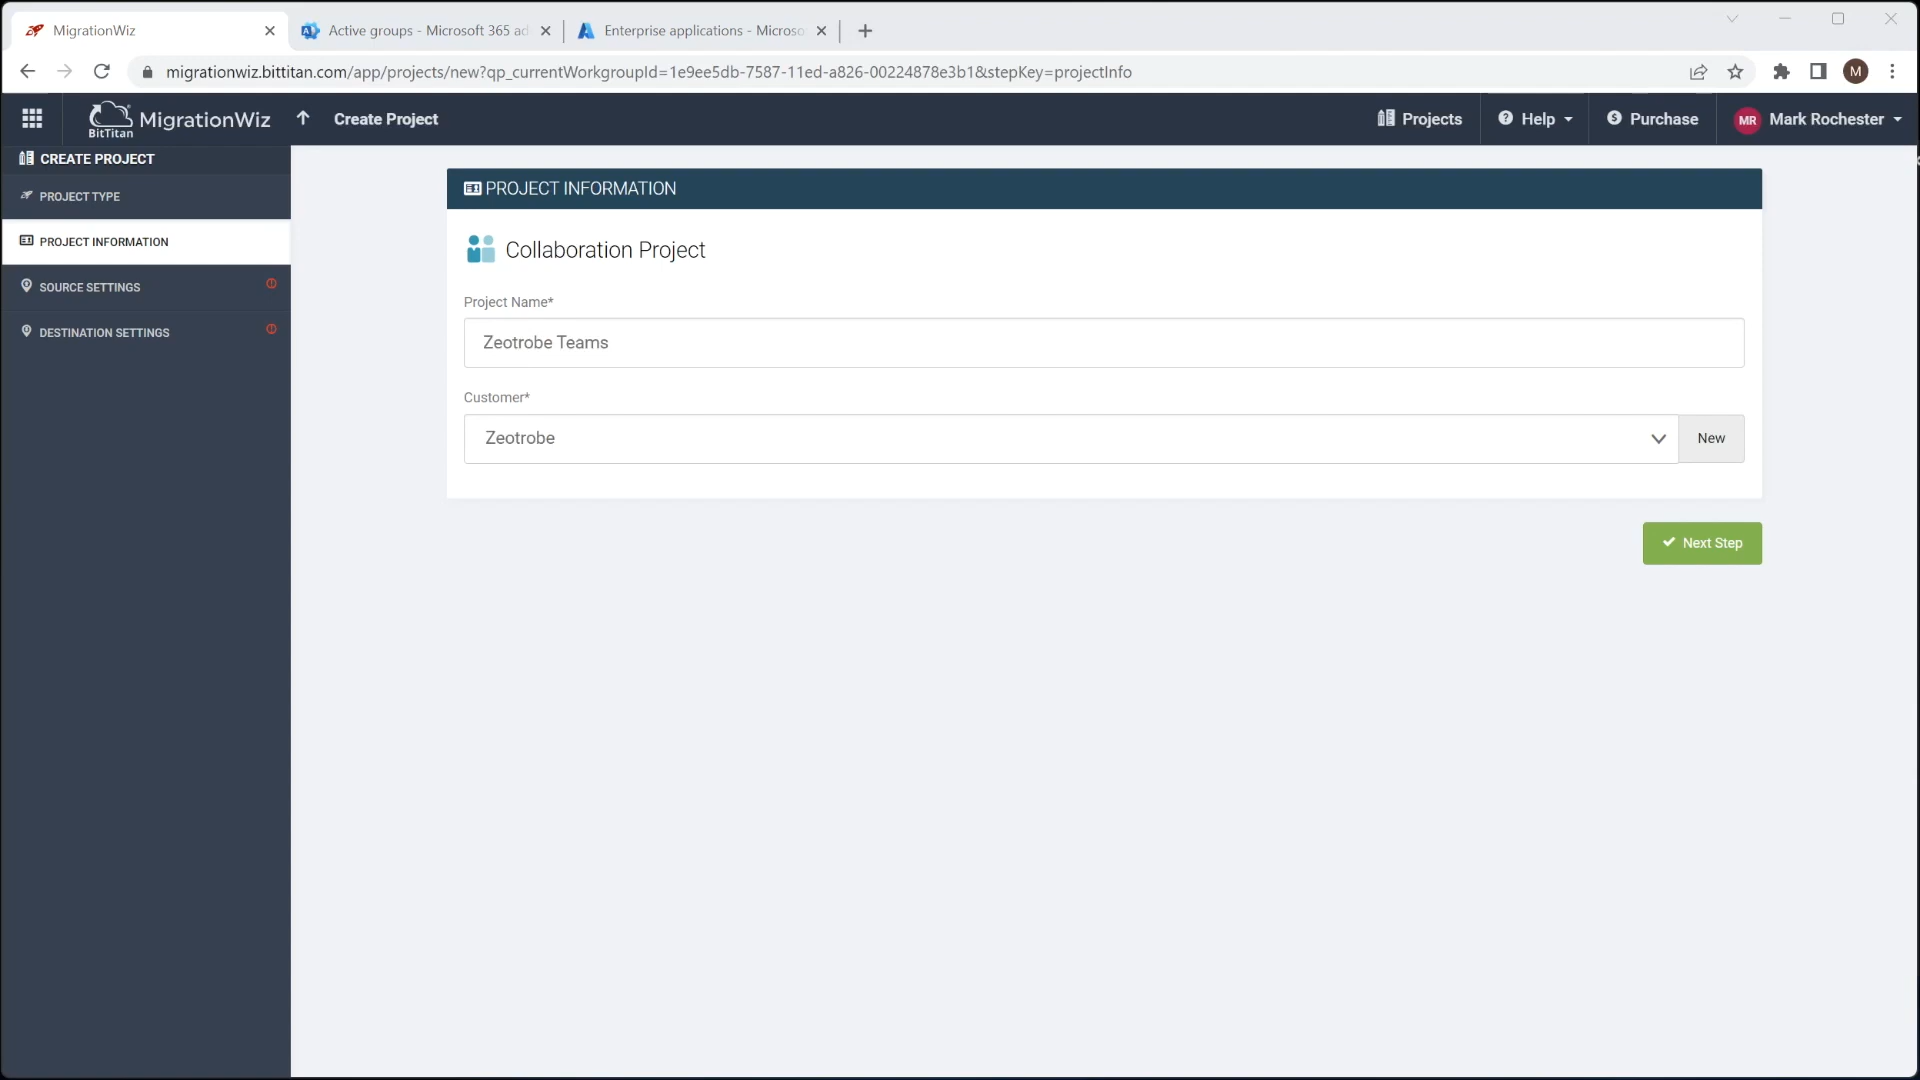 MigrationWiz
Active groups - Microsoft 365 ad
Enterprise applications - Microso
migrationwiz.bittitan.com/app/projects/new?qp_currentWorkgroupId=1e9ee5db-7587-11ed-a826-00224878e3b1&stepKey=projectInfo
M
BitTitan
MigrationWiz
Create Project
Projects
Help
Purchase
MR
Mark Rochester
CREATE PROJECT
PROJECT TYPE
PROJECT INFORMATION
SOURCE SETTINGS
DESTINATION SETTINGS
PROJECT INFORMATION
Collaboration Project
Project Name*
Zeotrobe Teams
Customer*
Zeotrobe
New
Next Step